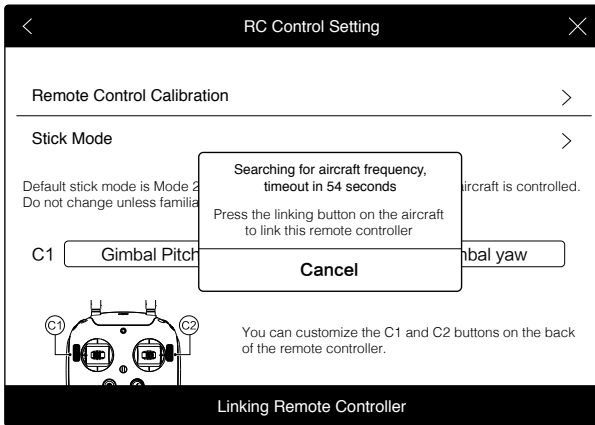 RC Control Setting
Remote Control Calibration
Stick Mode
Searching for aircraft frequency,
timeout in 54 seconds
Press the linking button on the aircraft
to link this remote controller
Cancel
Default stick mode is Mode 2 aircraft is controlled.
Do not change unless
C1 Gimbal Pitch yaw
C1 C2
You can customize the C1 and C2 buttons on the back
of the remote controller.
Linking Remote Controller